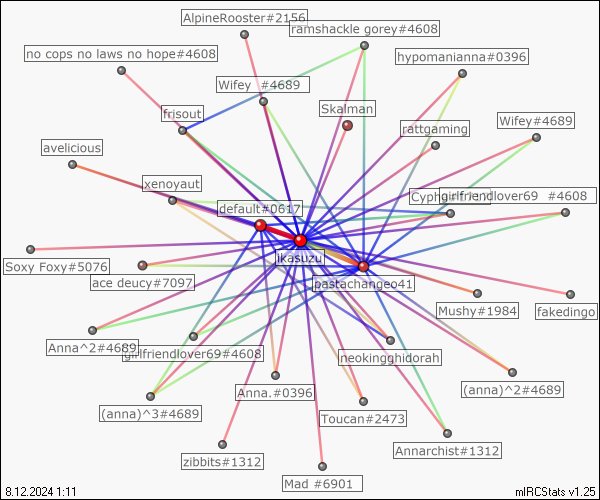 AlpineRooster#2156
ramshackle gorey#4608
no cops no laws no hope#4608
hypomanianna#0396
Wifey #4689
frisout
Skalman
rattgaming
Wifey#4689
avelicious
xenoyaut
girlfriendlover69 #4608
default#0617
ikasuzu
Soxy Foxy#5076
ace deucy#7097
pastachangeo41
Mushy#1984
fakedingo
Anna^2#4689
girlfriendlover69#4608
neokingghidorah
Anna.#0396
(anna)^2#4689
(anna)^3#4689
Toucan#2473
Annarchist#1312
zibbits#1312
Mad #6901
8.12.2024 1:11
mIRCStats v1.25